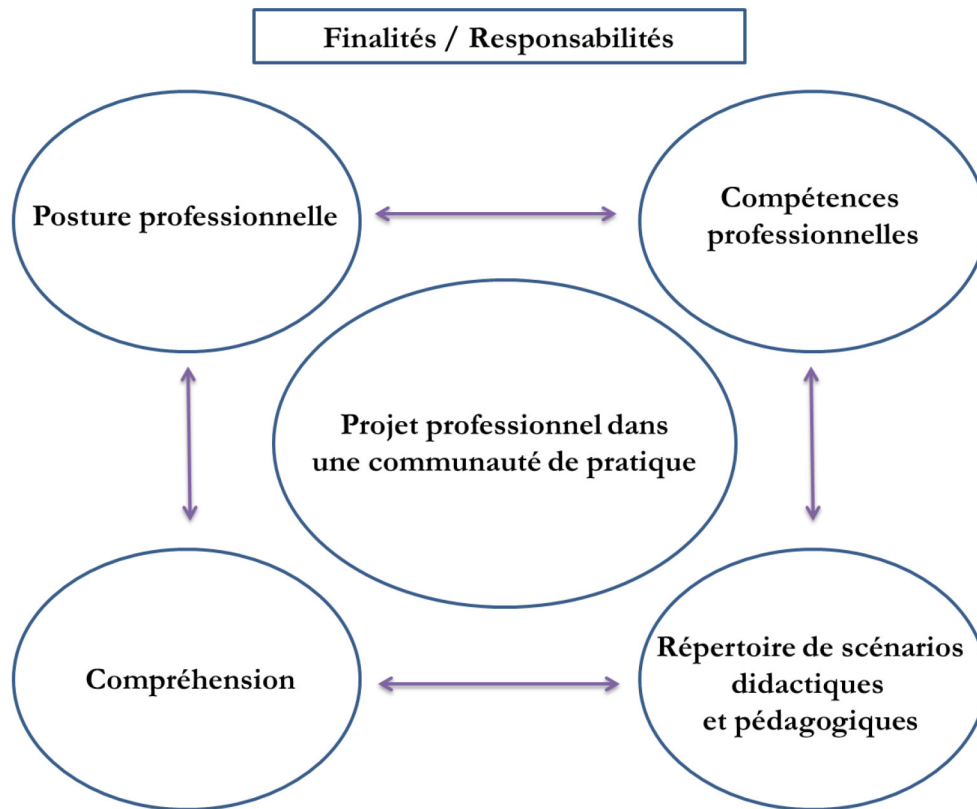 Finalités / Responsabilités
Posture professionnelle
Compétences
professionnelles
Projet professionnel dans
une communauté de pratique
Compréhension
Répertoire de scénarios
didactiques
et pédagogiques